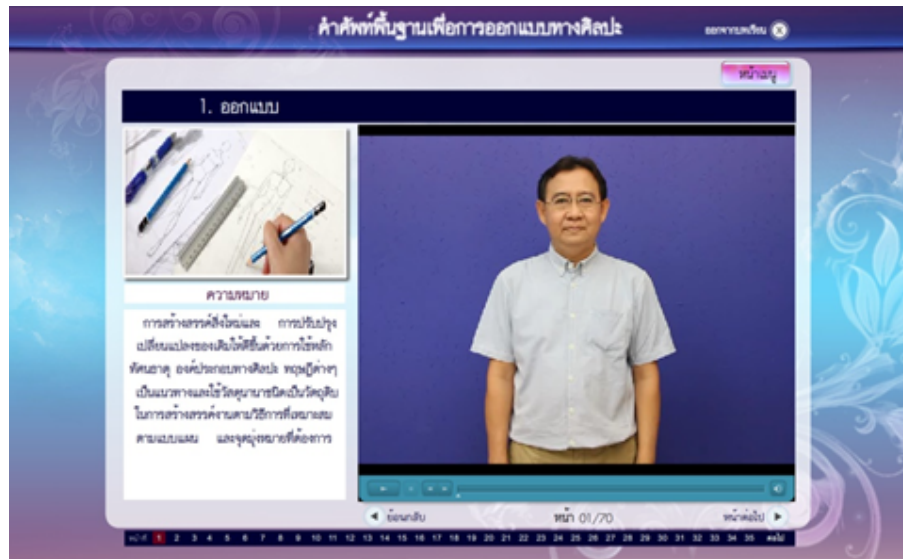 คำศัพท์พื้นฐานเพื่อการออกแบบทางศิลปะ
ออกจากบทเรียน
หน้าเมนู
1. ออกแบบ
ความหมาย
การสร้างสรรค์สิ่งใหม่และ การปรับปรุง
เปลี่ยนแปลงของเดิมให้ดีขึ้นด้วยการใช้หลัก
ทัศนธาตุ องค์ประกอบทางศิลปะ ทฤษฎีต่างๆ
เป็นแนวทางและใช้วัสดุนานาชนิดเป็นวัตถุดิบ
ในการสร้างสรรค์งานตามวิธีการที่เหมาะสม
ตามแบบแผน และจุดมุ่งหมายที่ต้องการ
ย้อนกลับ หน้า 01/70 หน้าต่อไป
หน้าที่ 1 2 3 4 5 6 7 8 9 10 11 12 13 14 15 16 17 18 19 20 21 22 23 24 25 26 27 28 29 30 31 32 33 34 35 ต่อไป